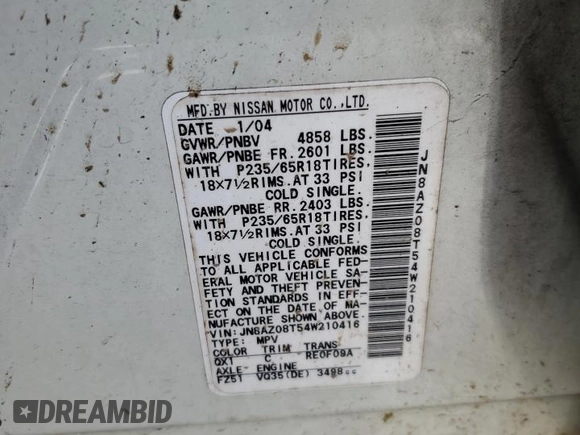 MFD.BY NISSAN MOTOR CO.,LTD.
DATE 1/04
GVWR/PNBV 4858 LBS.
GAWR/PNBE FR. 2601 LBS.
WITH P235/65R18TIRES,
18×7½RIMS.AT 33 PSI
COLD SINGLE.
GAWR/PNBE RR. 2403 LBS.
WITH P235/65R18TIRES,
18×7½RIMS.AT 33 PSI
COLD SINGLE.
THIS VEHICLE CONFORMS
TO ALL APPLICABLE FED-
ERAL MOTOR VEHICLE SA-
FETY AND THEFT PREVEN-
TION STANDARDS IN EFF-
ECT ON THE DATE OF MA-
NUFACTURE SHOWN ABOVE.
VIN:JN8AZ08T54W210416
TYPE: MPV
COLOR TRIM TRANS
QX1 C RE0F09A
AXLE ENGINE
FZ51 VQ35(DE) 3498cc
JN8AZ08T54W210416
DREAMBID
DREAMBID